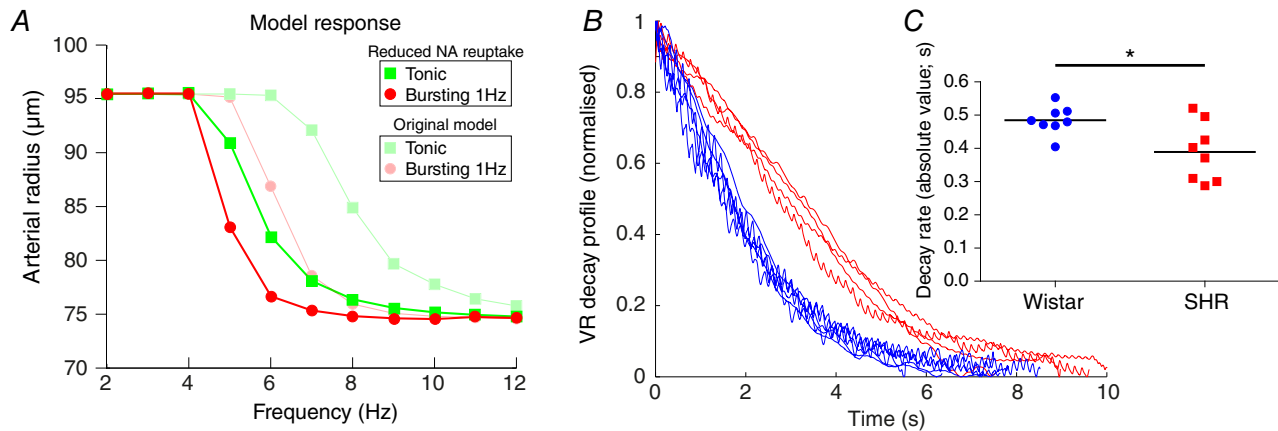 A
Model response
Reduced NA reuptake
Tonic
Bursting 1Hz
Original model
Tonic
Bursting 1Hz
Arterial radius (μm)
100
95
90
85
80
75
70
2 4 6 8 10 12
Frequency (Hz)
B
VR decay profile (normalised)
1
0.8
0.6
0.4
0.2
0
0 2 4 6 8 10
Time (s)
C
Decay rate (absolute value; s)
*
0.6
0.5
0.4
0.3
0.2
0.1
0.0
Wistar SHR